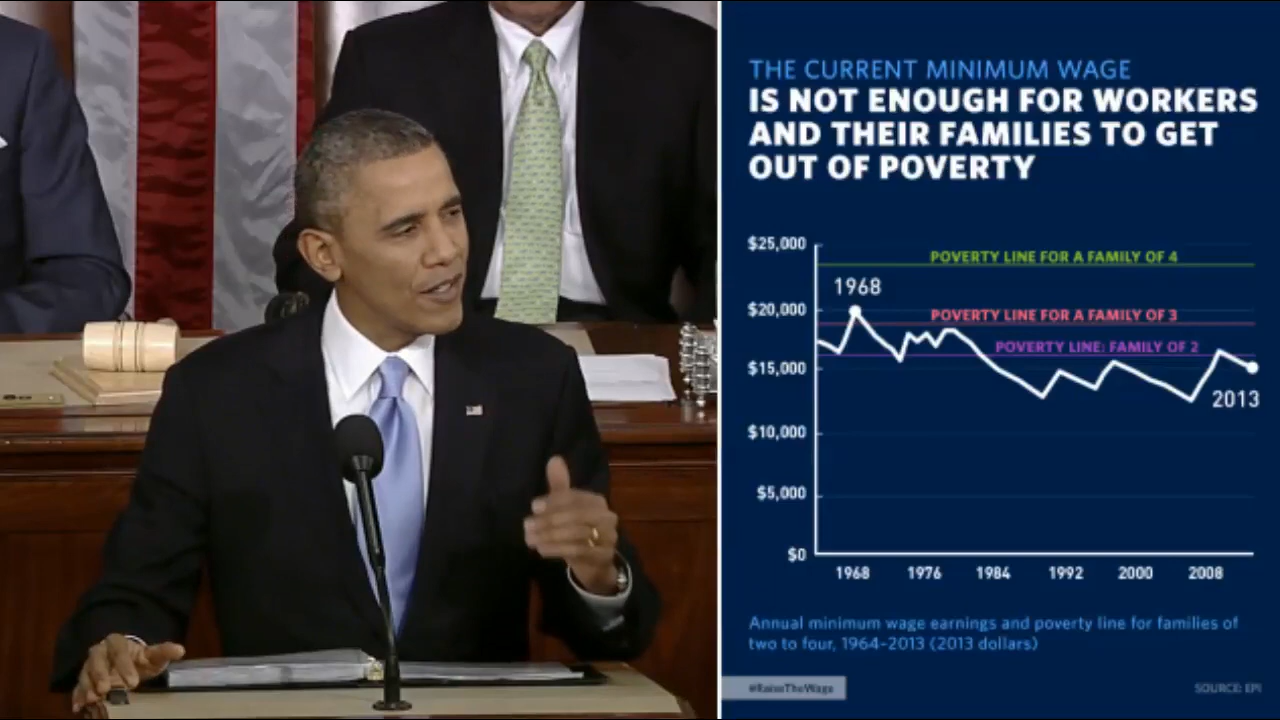 THE CURRENT MINIMUM WAGE
IS NOT ENOUGH FOR WORKERS
AND THEIR FAMILIES TO GET
OUT OF POVERTY
$25,000
POVERTY LINE FOR A FAMILY OF 4
1968
$20,000
POVERTY LINE FOR A FAMILY OF 3
POVERTY LINE: FAMILY OF 2
$15,000
2013
$10,000
$5,000
$0
1968 1976 1984 1992 2000 2008
Annual minimum wage earnings and poverty line for families of
two to four, 1964–2013 (2013 dollars)
#RaiseTheWage
SOURCE: EPI